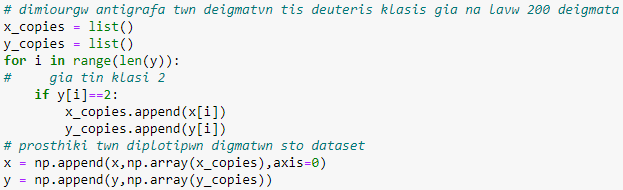 # dimiourgw antigrafa twn deigmatvn tis deuteris klasis gia na lavw 200 deigmata
x_copies = list()
y_copies = list()
for i in range(len(y)):
#     gia tin klasi 2
    if y[i]==2:
        x_copies.append(x[i])
        y_copies.append(y[i])
# prosthiki twn diplotipwn digmatwn sto dataset
x = np.append(x,np.array(x_copies),axis=0)
y = np.append(y,np.array(y_copies))